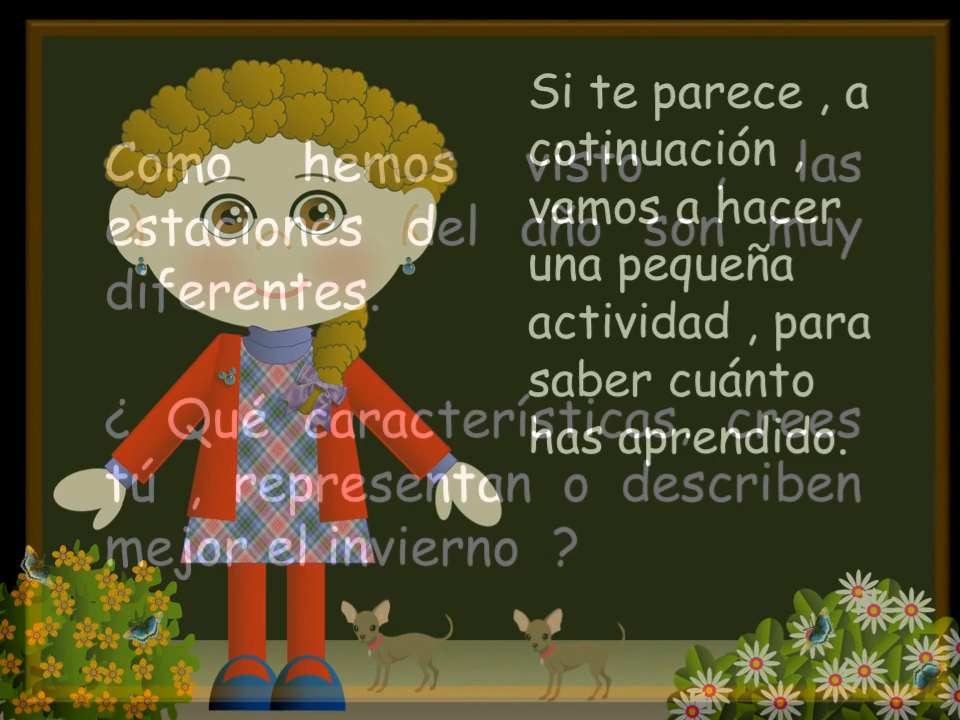 Si te parece , a
cotinuación ,
vamos a hacer
una pequeña
actividad , para
saber cuánto
has aprendido.
Como hemos visto , las
estaciones del año son muy
diferentes.
¿ Qué características, crees
tú , representan o describen
mejor el invierno ?